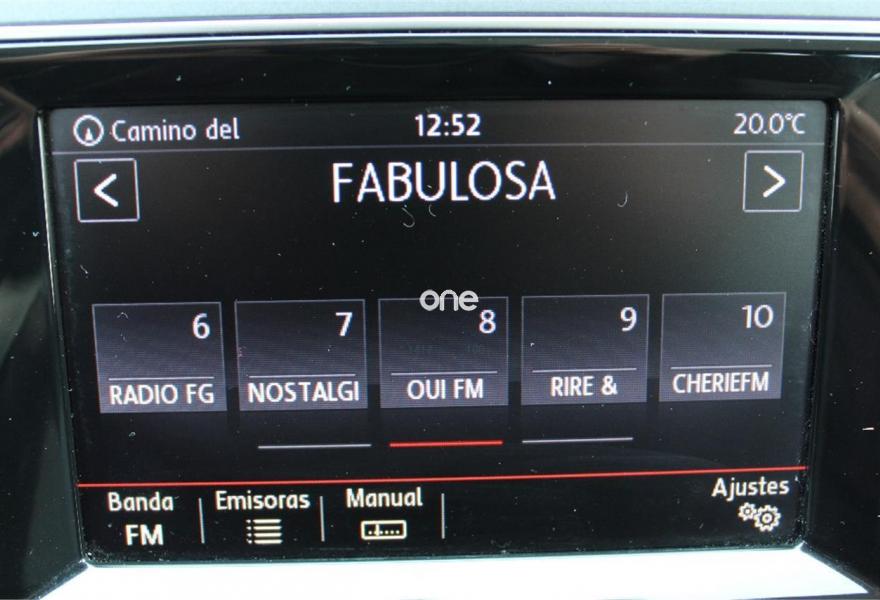 Camino del 12:52 20.0°C
< FABULOSA >
one
6 7 8 9 10
RADIO FG NOSTALGI OUI FM RIRE & CHERIEFM
Banda Emisoras Manual Ajustes
FM